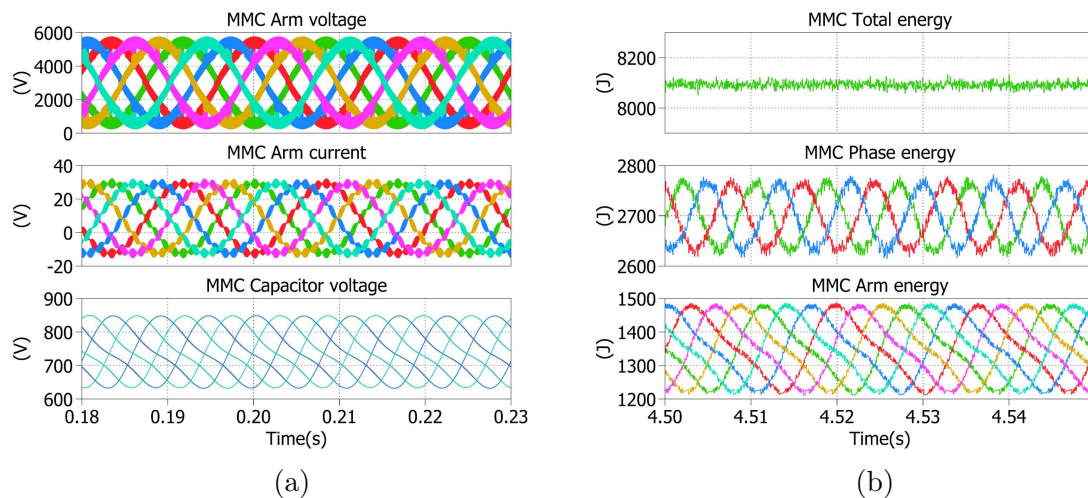 MMC Arm voltage
6000
4000
2000
0
(V)
MMC Arm current
40
20
0
-20
(V)
MMC Capacitor voltage
900
800
700
600
(V)
0.18 0.19 0.20 0.21 0.22 0.23
Time(s)
(a)
MMC Total energy
8200
8000
(J)
MMC Phase energy
2800
2700
2600
(J)
MMC Arm energy
1500
1400
1300
1200
(J)
4.50 4.51 4.52 4.53 4.54
Time(s)
(b)